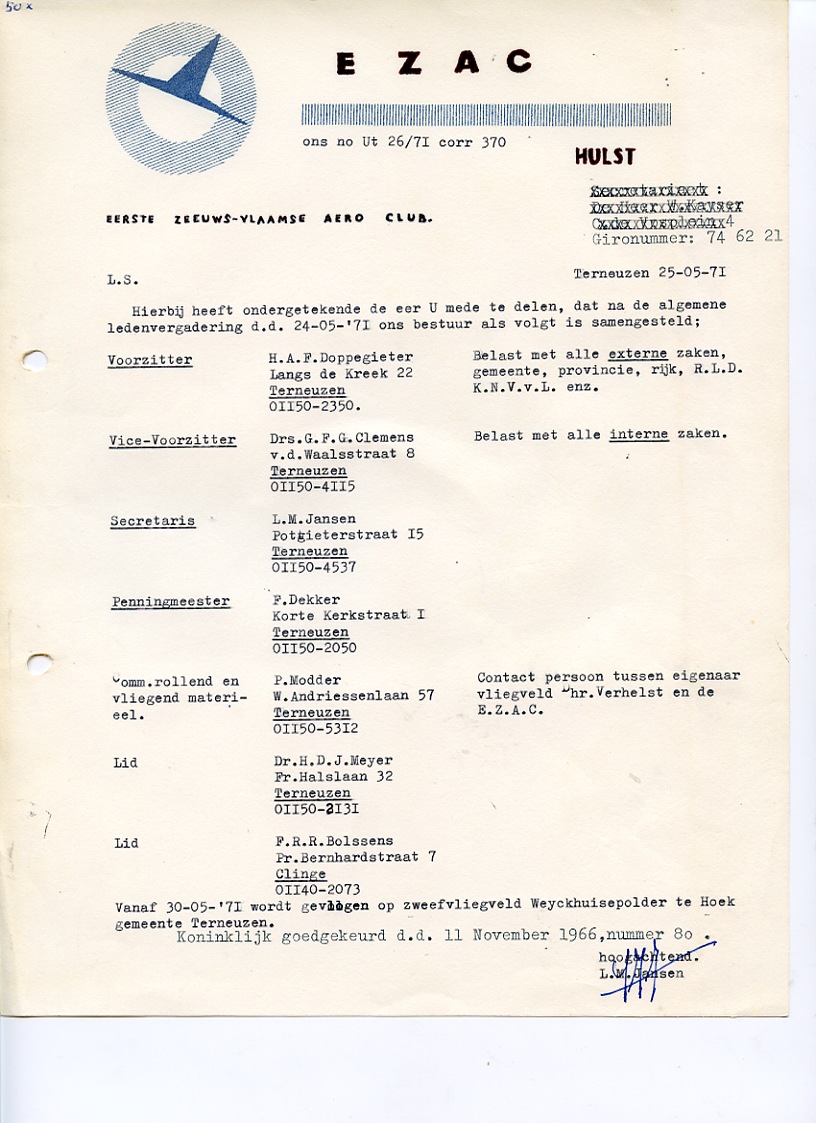 50x
E Z A C
ons no Ut 26/7I corr 370
HULST
Secretariaat :
De Heer W.Kayser
4
Gironummer: 74 62 21
EERSTE ZEEUWS-VLAAMSE AERO CLUB.
Terneuzen 25-05-7I
L.S.
Hierbij heeft ondergetekende de eer U mede te delen, dat na de algemene
ledenvergadering d.d. 24-05-'7I ons bestuur als volgt is samengesteld;
Voorzitter H.A.F.Doppegieter Belast met alle externe zaken,
Langs de Kreek 22 gemeente, provincie, rijk, R.L.D.
Terneuzen K.N.V.v.L. enz.
0II50-2350.
Vice-Voorzitter Drs.G.F.G.Clemens Belast met alle interne zaken.
v.d.Waalsstraat 8
Terneuzen
0II50-4II5
Secretaris L.M.Jansen
Potgieterstraat I5
Terneuzen
0II50-4537
Penningmeester F.Dekker
Korte Kerkstraat I
Terneuzen
0II50-2050
Comm.rollend en P.Modder Contact persoon tussen eigenaar
vliegend materi- W.Andriessenlaan 57 vliegveld Dhr.Verhelst en de
eel. Terneuzen E.Z.A.C.
0II50-53I2
Lid Dr.H.D.J.Meyer
Fr.Halslaan 32
Terneuzen
0II50-2I3I
Lid F.R.R.Bolssens
Pr.Bernhardstraat 7
Clinge
0II40-2073
Vanaf 30-05-'7I wordt gevlogen op zweefvliegveld Weyckhuisepolder te Hoek
gemeente Terneuzen.
Koninklijk goedgekeurd d.d. 11 November 1966,nummer 80 .
hoogachtend.
L.M.Jansen